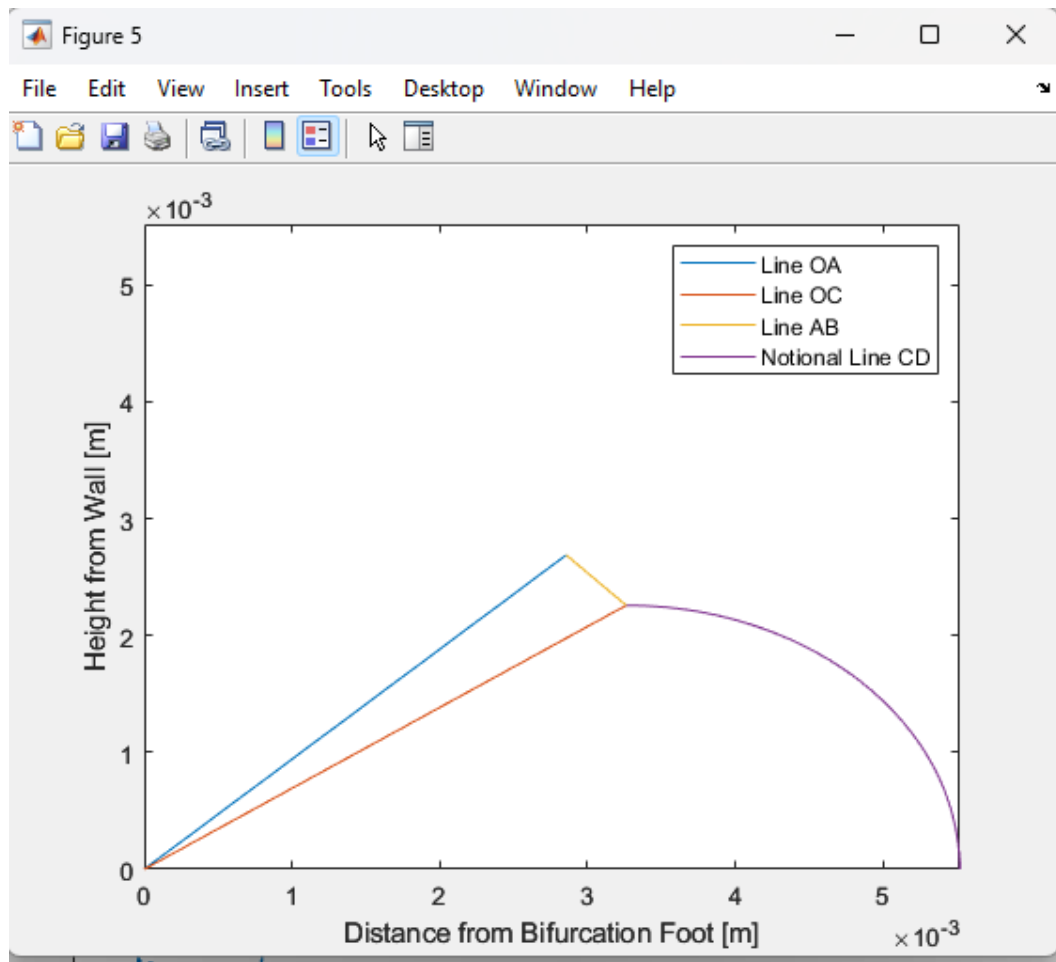 Figure 5
File Edit View Insert Tools Desktop Window Help
×10-3
Line OA
Line OC
Line AB
Notional Line CD
5
4
3
2
1
0
Height from Wall [m]
0 1 2 3 4 5
Distance from Bifurcation Foot [m]
×10-3